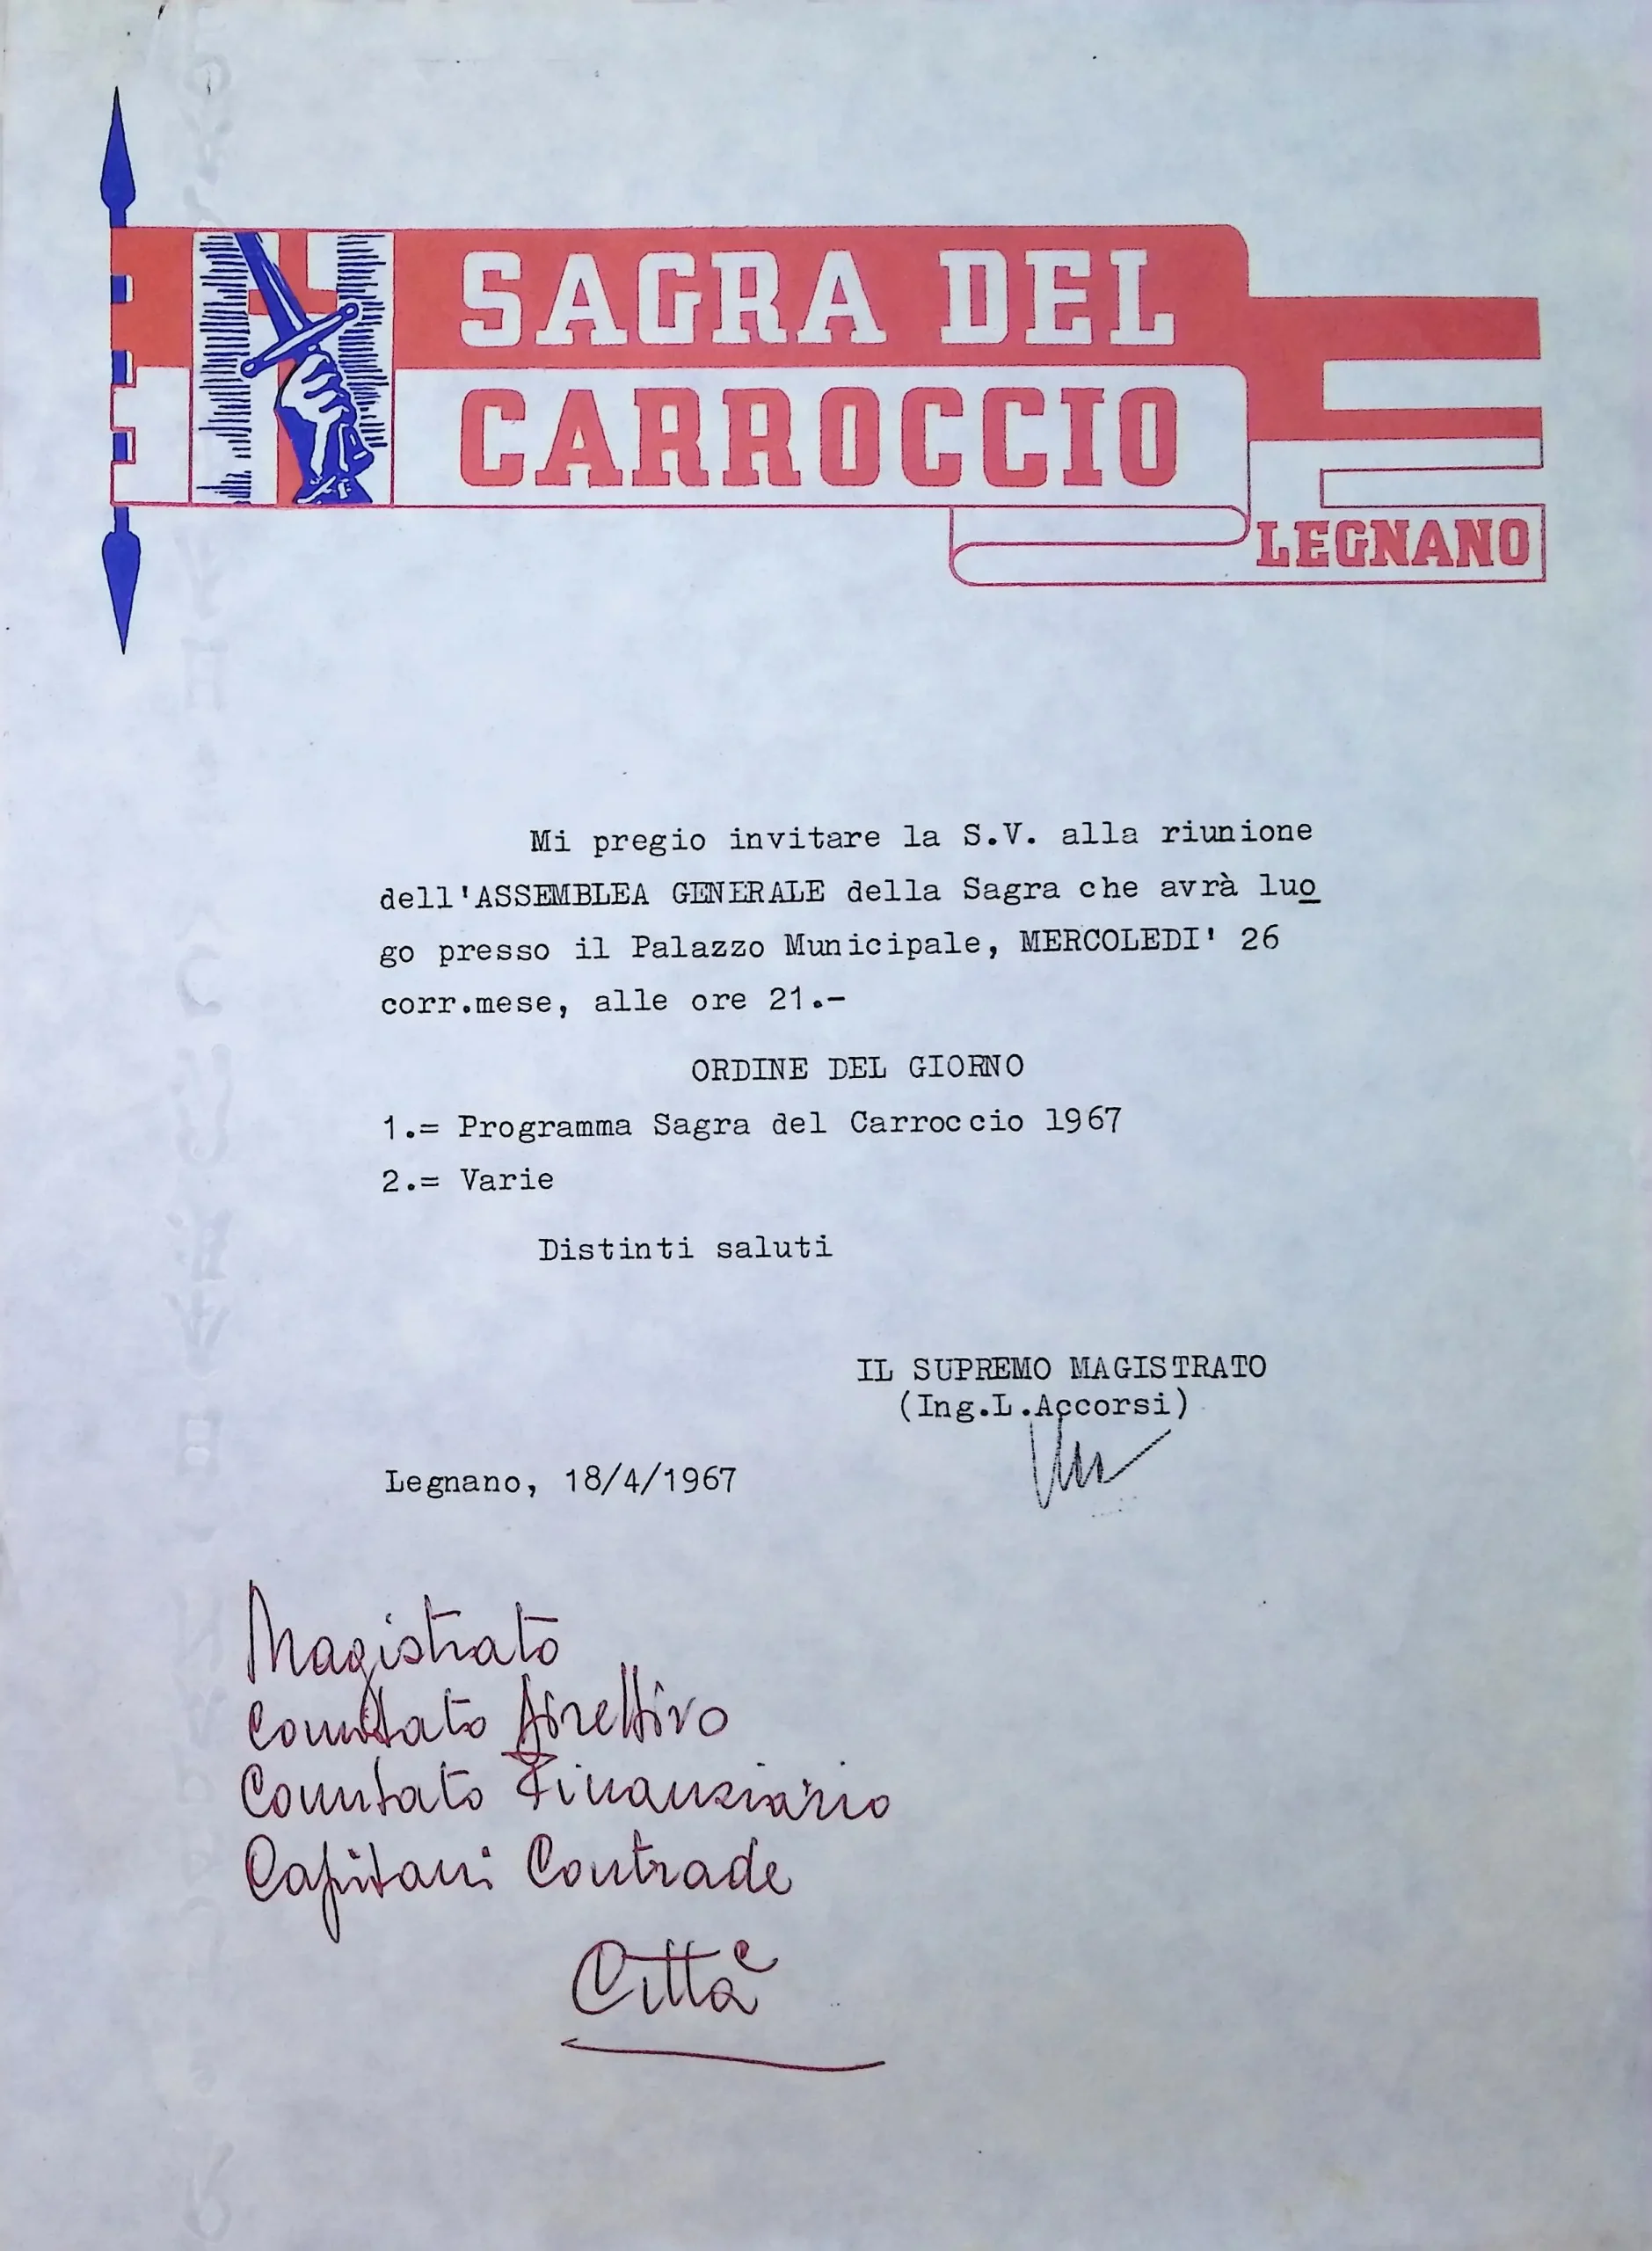 SAGRA DEL
CARROCCIO
LEGNANO
Mi pregio invitare la S.V. alla riunione
dell'ASSEMBLEA GENERALE della Sagra che avrà luo
go presso il Palazzo Municipale, MERCOLEDI' 26
corr.mese, alle ore 21.-
ORDINE DEL GIORNO
1.= Programma Sagra del Carroccio 1967
2.= Varie
Distinti saluti
IL SUPREMO MAGISTRATO
(Ing.L.Accorsi)
Legnano, 18/4/1967
Magistrato
Comitato Direttivo
Comitato Finanziario
Capitani Contrade
Città